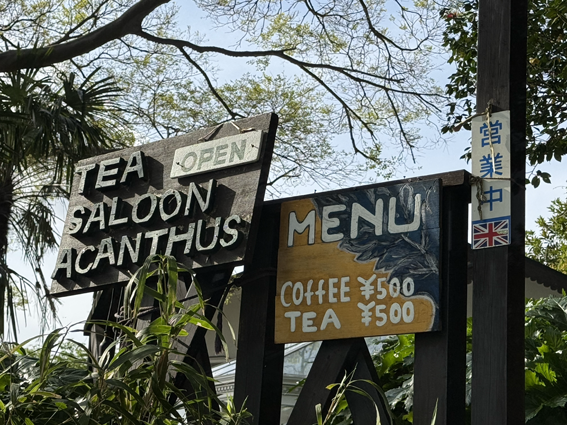 TEA
OPEN
SALOON
ACANTHUS
MENU
COFFEE ¥500
TEA ¥500
営業中